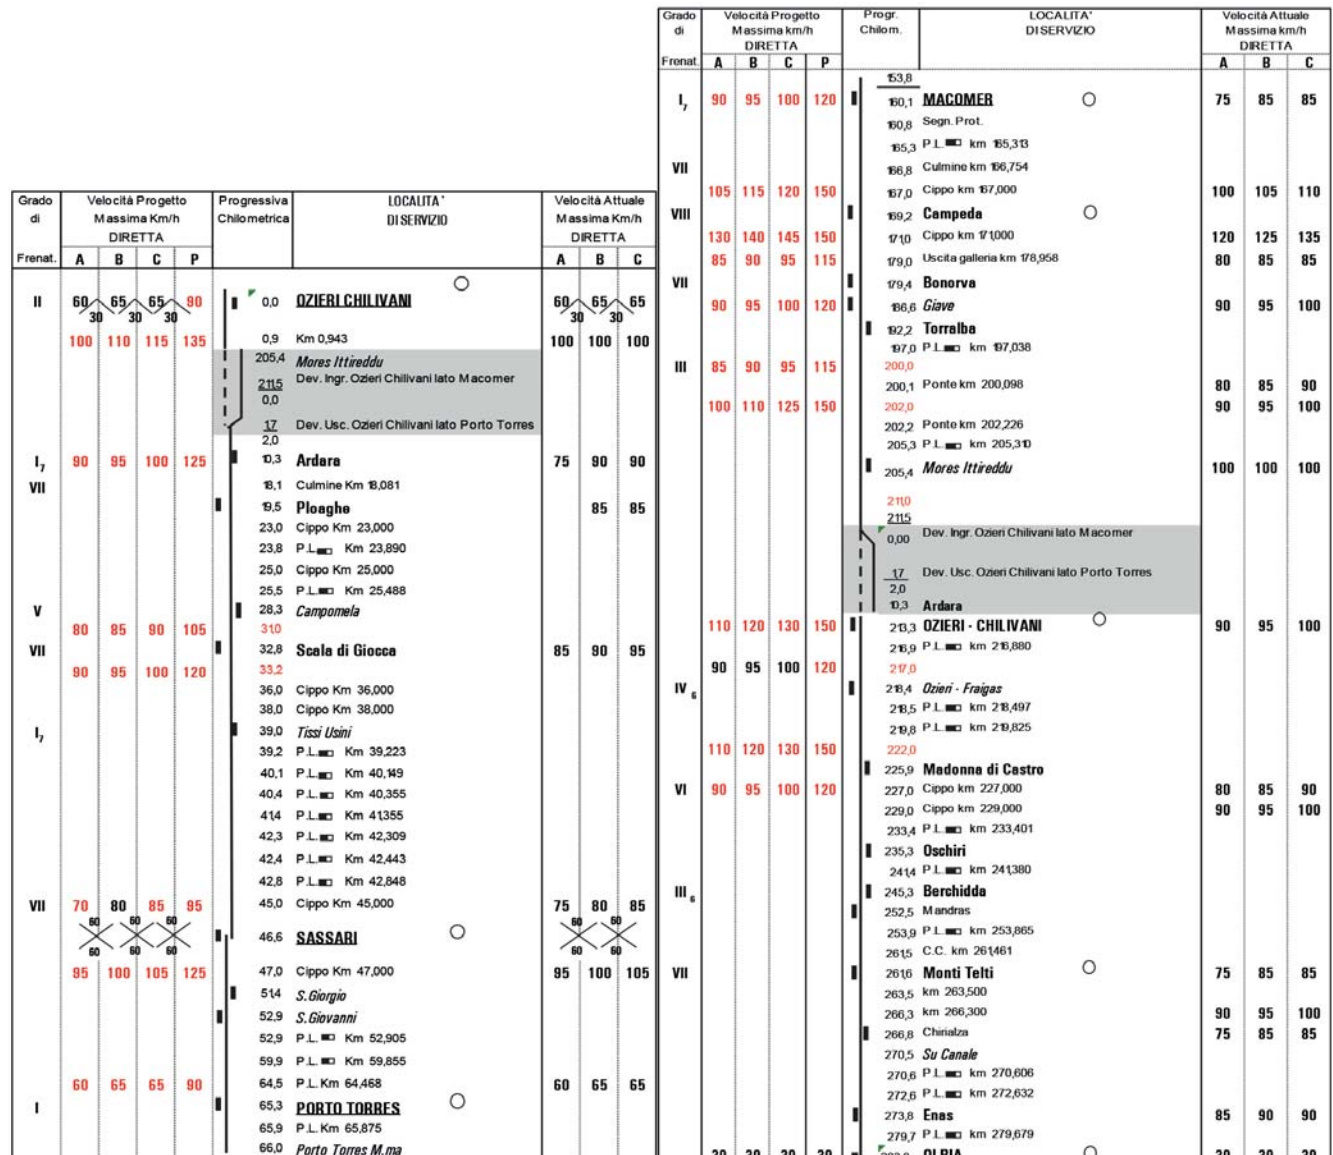 Grado Velocità Progetto Progressiva LOCALITA' Velocità Attuale
di Massima Km/h Chilometrica DI SERVIZIO Massima Km/h
DIRETTA DIRETTA
Frenat. A B C P A B C
II 60 65 65 90 0,0 OZIERI CHILIVANI 60 65 65
30 30 30 30 30
100 110 115 135 0,9 Km 0,943 100 100 100
205,4 Mores Ittireddu
211,5 Dev. Ingr. Ozieri Chilivani lato Macomer
0,0
1,7 Dev. Usc. Ozieri Chilivani lato Porto Torres
2,0
I7 90 95 100 125 10,3 Ardara 75 90 90
VII 18,1 Culmine Km 18,081
19,5 Ploaghe 85 85
23,0 Cippo Km 23,000
23,8 P.L. Km 23,890
25,0 Cippo Km 25,000
25,5 P.L. Km 25,488
V 28,3 Campomela
80 85 90 105 31,0
VII 32,8 Scala di Giocca 85 90 95
90 95 100 120 33,2
36,0 Cippo Km 36,000
38,0 Cippo Km 38,000
I7 39,0 Tissi Usini
39,2 P.L. Km 39,223
40,1 P.L. Km 40,149
40,4 P.L. Km 40,355
41,4 P.L. Km 41,355
42,3 P.L. Km 42,309
42,4 P.L. Km 42,443
42,8 P.L. Km 42,848
VII 70 80 85 95 45,0 Cippo Km 45,000 75 80 85
60 60 60 60 60
46,6 SASSARI
60 60 60 60 60
95 100 105 125 47,0 Cippo Km 47,000 95 100 105
51,4 S.Giorgio
52,9 S.Giovanni
52,9 P.L. Km 52,905
59,9 P.L. Km 59,855
60 65 65 90 64,5 P.L. Km 64,468 60 65 65
I 65,3 PORTO TORRES
65,9 P.L. Km 65,875
66,0 Porto Torres M.ma
Grado Velocità Progetto Progr. LOCALITA' Velocità Attuale
di Massima km/h Chilom. DI SERVIZIO Massima km/h
DIRETTA DIRETTA
Frenat. A B C P A B C
153,8
I7 90 95 100 120 160,1 MACOMER 75 85 85
160,8 Segn. Prot.
165,3 P.L. km 165,313
VII 166,8 Culmine km 166,754
105 115 120 150 167,0 Cippo km 167,000 100 105 110
VIII 169,2 Campeda
130 140 145 150 171,0 Cippo km 171,000 120 125 135
85 90 95 115 179,0 Uscita galleria km 178,958 80 85 85
VII 179,4 Bonorva
90 95 100 120 186,6 Giave 90 95 100
192,2 Torralba
197,0 P.L. km 197,038
III 85 90 95 115 200,0
200,1 Ponte km 200,098 80 85 90
100 110 125 150 202,0 90 95 100
202,2 Ponte km 202,226
205,3 P.L. km 205,310
205,4 Mores Ittireddu 100 100 100
211,0
211,5
0,00 Dev. Ingr. Ozieri Chilivani lato Macomer
1,7 Dev. Usc. Ozieri Chilivani lato Porto Torres
2,0
10,3 Ardara
110 120 130 150 213,3 OZIERI - CHILIVANI 90 95 100
216,9 P.L. km 216,880
90 95 100 120 217,0
IV 6 218,4 Ozieri - Fraigas
218,5 P.L. km 218,497
219,8 P.L. km 219,825
110 120 130 150 222,0
225,9 Madonna di Castro
VI 90 95 100 120 227,0 Cippo km 227,000 80 85 90
229,0 Cippo km 229,000 90 95 100
233,4 P.L. km 233,401
235,3 Oschiri
241,4 P.L. km 241,380
III 6 245,3 Berchidda
252,5 Mandras
253,9 P.L. km 253,865
261,5 C.C. km 261,461
VII 261,6 Monti Telti 75 85 85
263,5 km 263,500
266,3 km 266,300 90 95 100
266,8 Chirialza 75 85 85
270,5 Su Canale
270,6 P.L. km 270,606
272,6 P.L. km 272,632
273,8 Enas 85 90 90
279,7 P.L. km 279,679
30 30 30 30 OLBIA 30 30 30